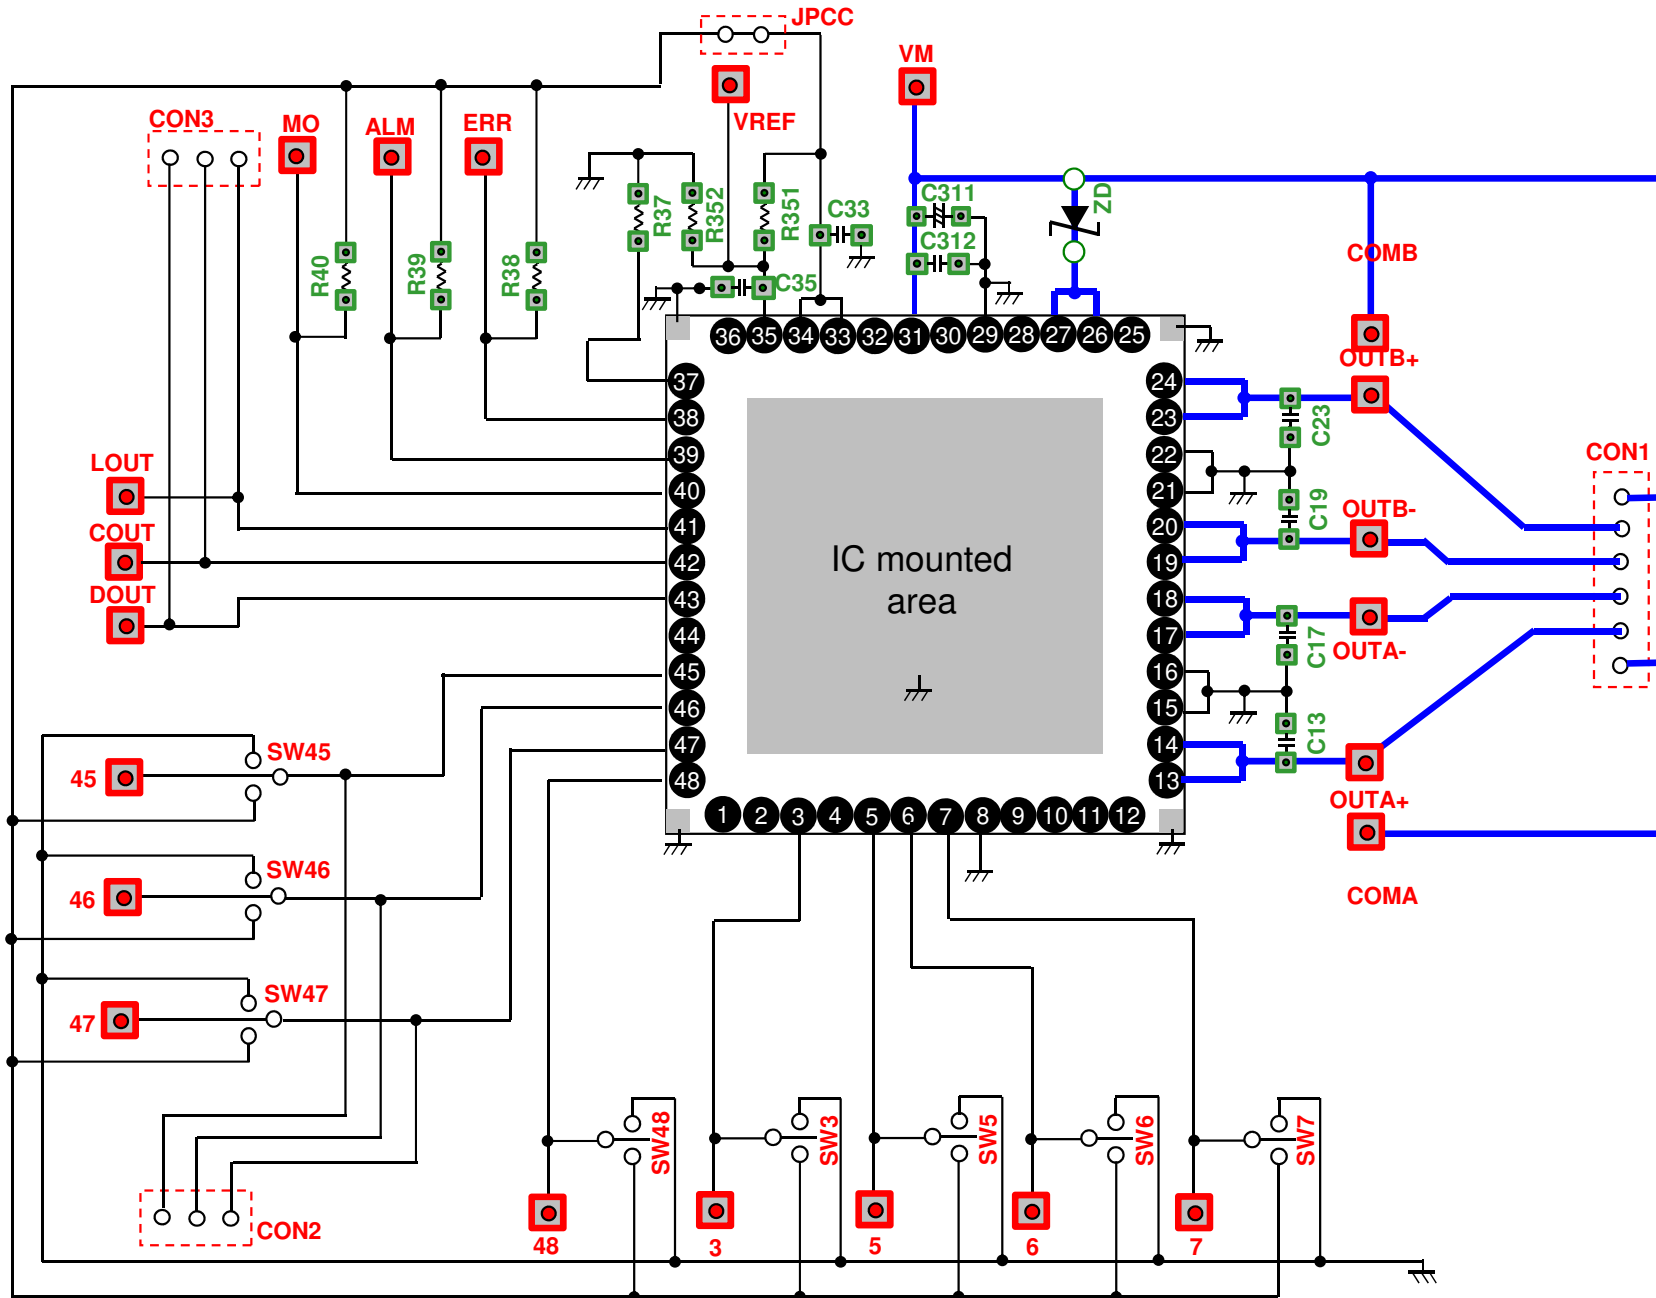 JPCC
VM
VREF
CON3
MO
ALM
ERR
R40
R39
R38
R37
R352
R351
C33
C35
C311
C312
ZD
COMB
OUTB+
36
35
34
33
32
31
30
29
28
27
26
25
37
38
39
40
41
42
43
44
45
46
47
48
24
23
22
21
20
19
18
17
16
15
14
13
1
2
3
4
5
6
7
8
9
10
11
12
IC mounted
area
C23
C19
C17
C13
CON1
OUTB-
OUTA-
OUTA+
COMA
LOUT
COUT
DOUT
SW45
45
SW46
46
SW47
47
CON2
SW48
SW3
SW5
SW6
SW7
48
3
5
6
7